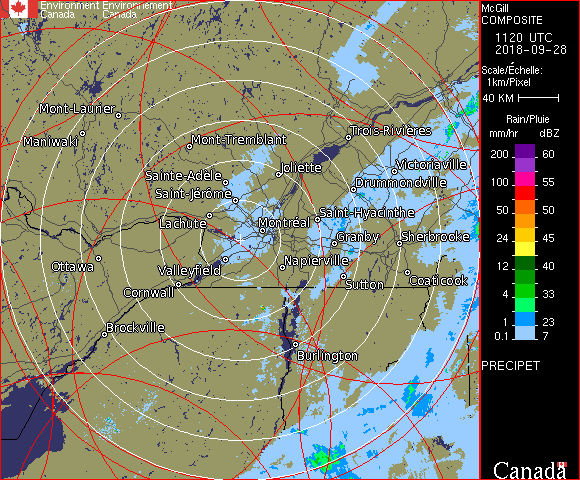 Environment Environnement
Canada Canada
McGill
COMPOSITE
1120 UTC
2018-09-28
Scale/Échelle:
1km/Pixel
40 KM
Rain/Pluie
mm/hr dBZ
200 60
100 55
50 50
24 45
12 40
4 33
1 23
0.1 7
PRECIPET
Canada
Mont-Laurier
Maniwaki
Mont-Tremblant
Trois-Rivières
Sainte-Adèle
Joliette
Victoriaville
Saint-Jérôme
Drummondville
Lachute
Montréal
Saint-Hyacinthe
Granby
Sherbrooke
Ottawa
Valleyfield
Napierville
Cornwall
Sutton
Coaticook
Brockville
Burlington